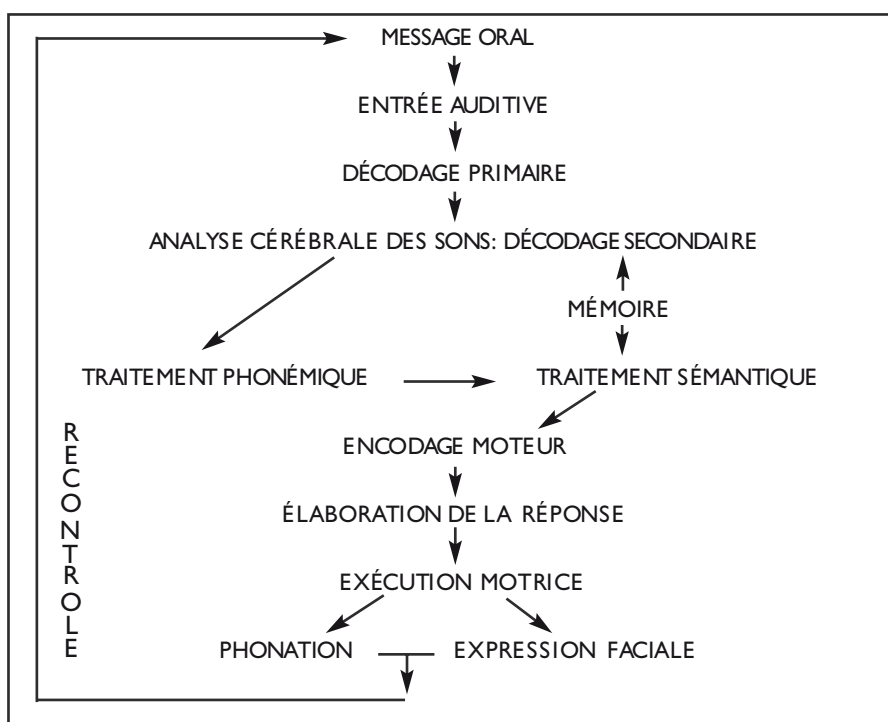 MESSAGE ORAL
ENTRÉE AUDITIVE
DÉCODAGE PRIMAIRE
ANALYSE CÉRÉBRALE DES SONS: DÉCODAGE SECONDAIRE
MÉMOIRE
TRAITEMENT PHONÉMIQUE TRAITEMENT SÉMANTIQUE
ENCODAGE MOTEUR
ÉLABORATION DE LA RÉPONSE
EXÉCUTION MOTRICE
PHONATION EXPRESSION FACIALE
RECONTROLE